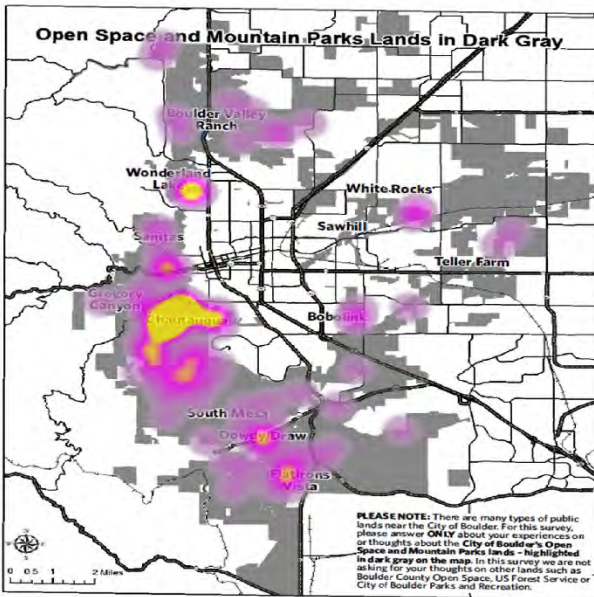 Open Space and Mountain Parks Lands in Dark Gray
Boulder Valley
Ranch
Wonderland
Lake
White Rocks
Sanitas
Sawhill
Teller Farm
Gregory
Canyon
Chautauqua
Bobolink
South Mesa
Dowdy Draw
Flatirons
Vista
PLEASE NOTE: There are many types of public
lands near the City of Boulder. For this survey,
please answer ONLY about your experiences on
or thoughts about the City of Boulder's Open
Space and Mountain Parks lands - highlighted
in dark gray on the map. In this survey we are not
asking for your thoughts on other lands such as
Boulder County Open Space, US Forest Service or
City of Boulder Parks and Recreation.
0 0.5 1 2 Miles